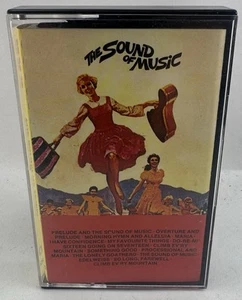 THE SOUND
OF MUSIC
PRELUDE AND THE SOUND OF MUSIC · OVERTURE AND
PRELUDE · MORNING HYMN AND ALLELUIA · MARIA ·
I HAVE CONFIDENCE · MY FAVOURITE THINGS · DO-RE-MI
SIXTEEN GOING ON SEVENTEEN · CLIMB EV'RY
MOUNTAIN · SOMETHING GOOD · PROCESSIONAL AND
MARIA · THE LONELY GOATHERD · THE SOUND OF MUSIC
EDELWEISS · SO LONG, FAREWELL
CLIMB EV'RY MOUNTAIN